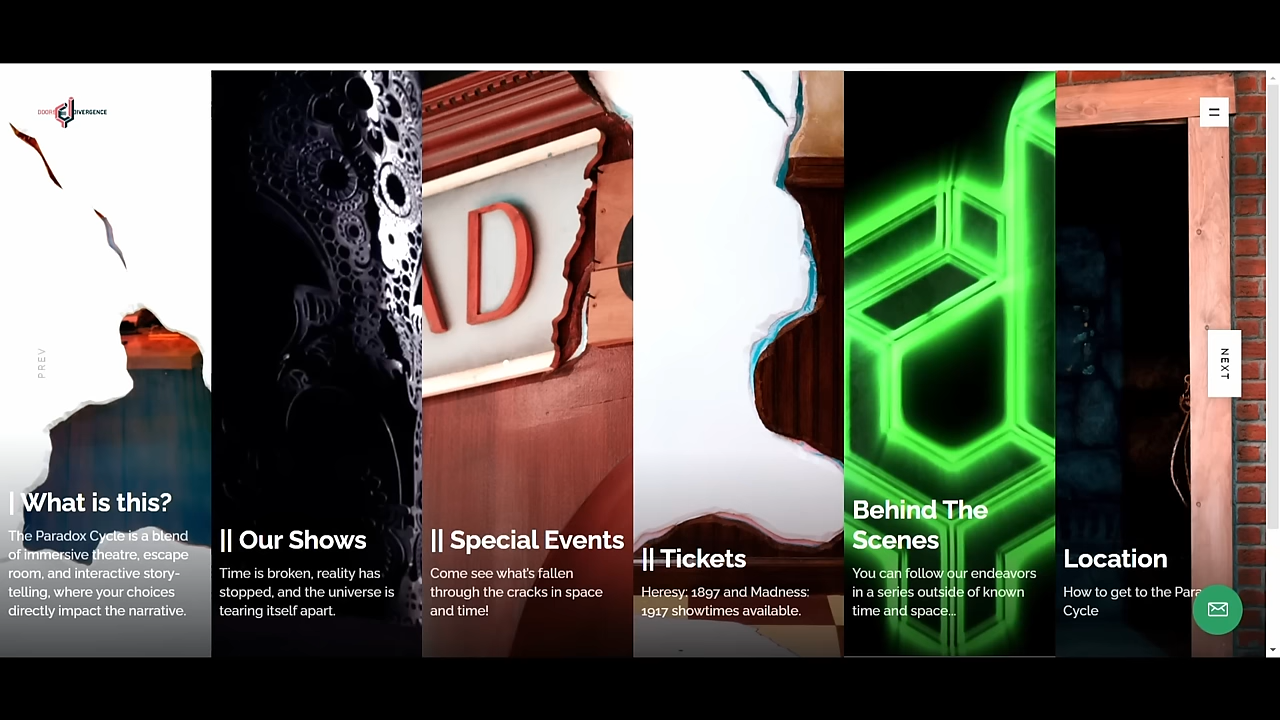 DOORS DIVERGENCE
AD
PREV
NEXT
| What is this?
The Paradox Cycle is a blend
of immersive theatre, escape
room, and interactive story-
telling, where your choices
directly impact the narrative.
|| Our Shows
Time is broken, reality has
stopped, and the universe is
tearing itself apart.
|| Special Events
Come see what's fallen
through the cracks in space
and time!
|| Tickets
Heresy: 1897 and Madness:
1917 showtimes available.
Behind The
Scenes
You can follow our endeavors
in a series outside of known
time and space...
Location
How to get to the Para
Cycle